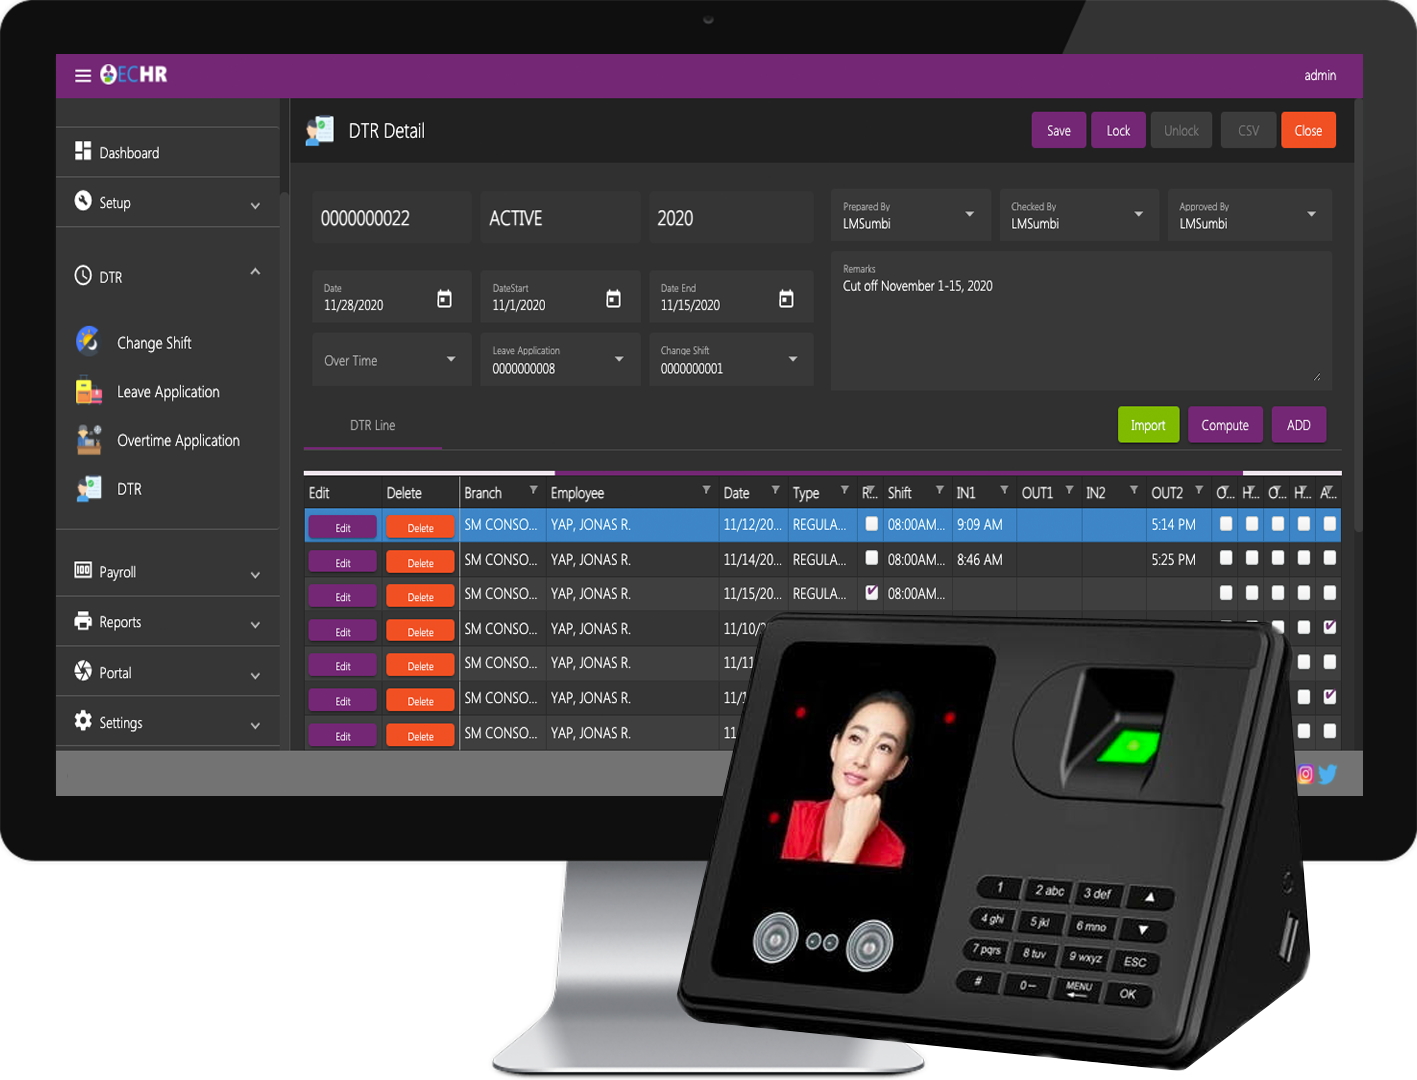 ECHR
admin
Dashboard
Setup
DTR
Change Shift
Leave Application
Overtime Application
DTR
Payroll
Reports
Portal
Settings
DTR Detail
Save Lock Unlock CSV Close
0000000022 ACTIVE 2020
Prepared By
LMSumbi
Checked By
LMSumbi
Approved By
LMSumbi
Date
11/28/2020
DateStart
11/1/2020
Date End
11/15/2020
Remarks
Cut off November 1-15, 2020
Over Time
Leave Application
0000000008
Change Shift
0000000001
DTR Line
Import Compute ADD
Edit Delete Branch Employee Date Type R... Shift IN1 OUT1 IN2 OUT2 O... H... O... H... A...
Edit Delete SM CONSO... YAP, JONAS R. 11/12/20... REGULA... 08:00AM... 9:09 AM 5:14 PM
Edit Delete SM CONSO... YAP, JONAS R. 11/14/20... REGULA... 08:00AM... 8:46 AM 5:25 PM
Edit Delete SM CONSO... YAP, JONAS R. 11/15/20... REGULA... 08:00AM...
Edit Delete SM CONSO... YAP, JONAS R. 11/10/
Edit Delete SM CONSO... YAP, JONAS R. 11/11
Edit Delete SM CONSO... YAP, JONAS R. 11/1
Edit Delete SM CONSO... YAP, JONAS R. 11
1 2 abc 3 def
4 ghi 5 jkl 6 mno
7 pqrs 8 tuv 9 wxyz ESC
# 0 MENU OK